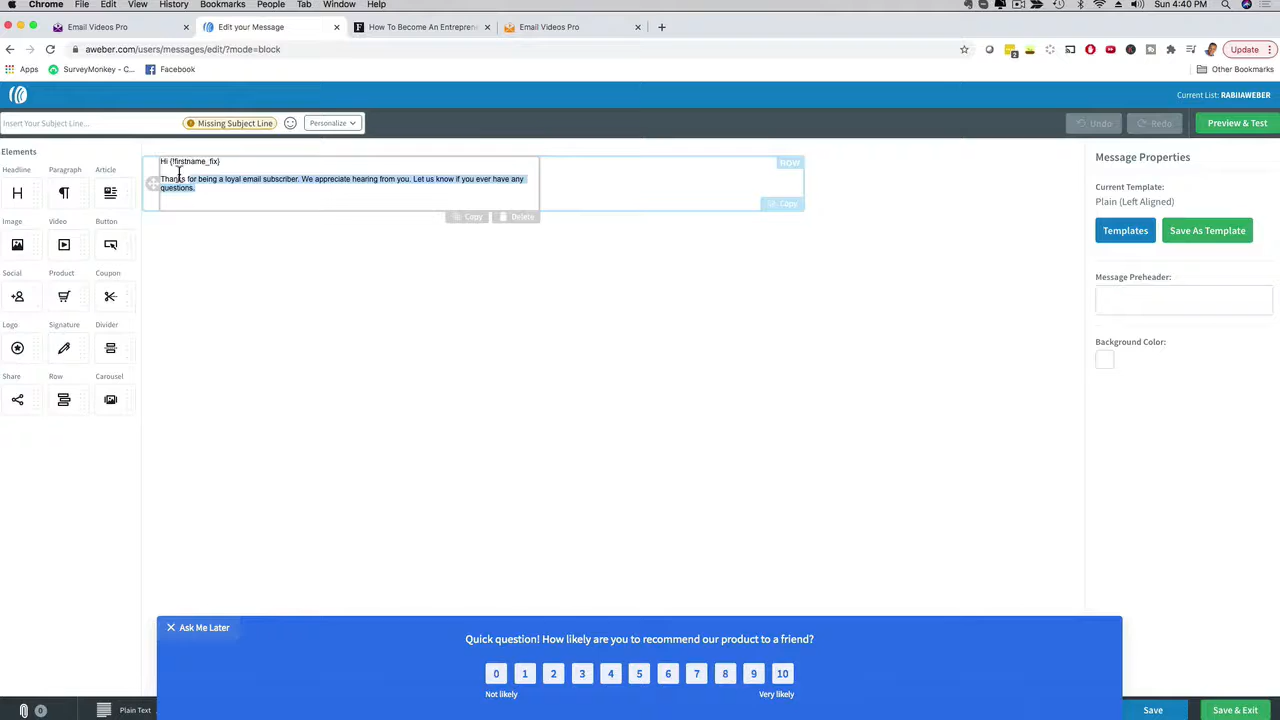 Chrome File Edit View History Bookmarks People Tab Window Help Sun 4:40 PM
Email Videos Pro Edit your Message How To Become An Entrepren Email Videos Pro
aweber.com/users/messages/edit/?mode=block Update
Apps SurveyMonkey - C... Facebook Other Bookmarks
Current List: RABIIAWEBER
Insert Your Subject Line... Missing Subject Line Personalize Undo Redo Preview & Test
Elements
Headline Paragraph Article
Image Video Button
Social Product Coupon
Logo Signature Divider
Share Row Carousel
Hi {!firstname_fix}
Thanks for being a loyal email subscriber. We appreciate hearing from you. Let us know if you ever have any
questions.
ROW
Copy
Copy Delete
Message Properties
Current Template:
Plain (Left Aligned)
Templates Save As Template
Message Preheader:
Background Color:
Ask Me Later
Quick question! How likely are you to recommend our product to a friend?
0 1 2 3 4 5 6 7 8 9 10
Not likely Very likely
0 Plain Text Save Save & Exit